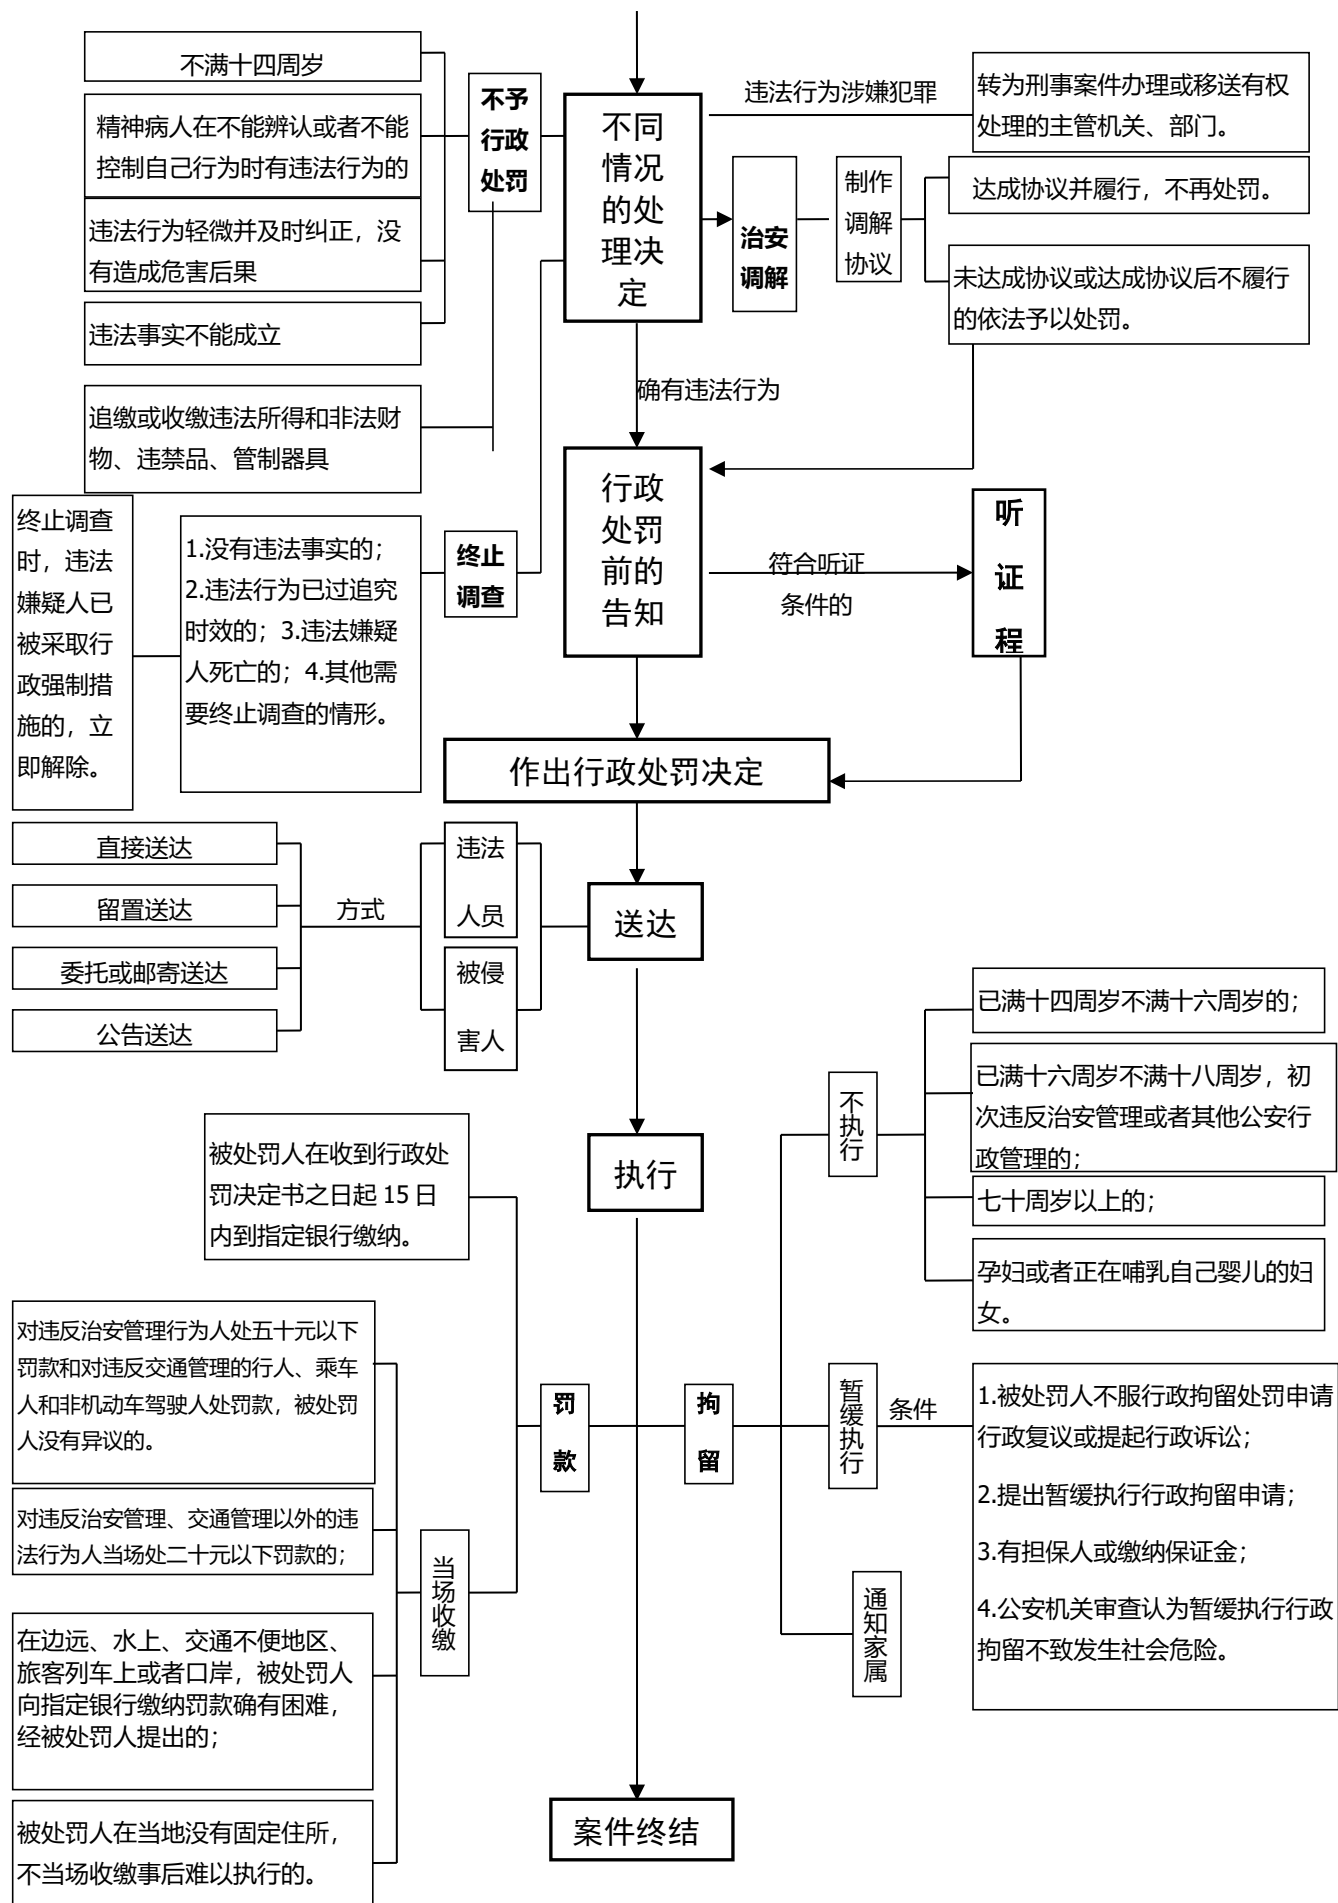 不满十四周岁
精神病人在不能辨认或者不能
控制自己行为时有违法行为的
违法行为轻微并及时纠正，没
有造成危害后果
违法事实不能成立
追缴或收缴违法所得和非法财
物、违禁品、管制器具
不予
行政
处罚
不同
情况
的处
理决
定
违法行为涉嫌犯罪
转为刑事案件办理或移送有权
处理的主管机关、部门。
治安
调解
制作
调解
协议
达成协议并履行，不再处罚。
未达成协议或达成协议后不履行
的依法予以处罚。
确有违法行为
终止调查
时，违法
嫌疑人已
被采取行
政强制措
施的，立
即解除。
1.没有违法事实的；
2.违法行为已过追究
时效的；3.违法嫌疑
人死亡的；4.其他需
要终止调查的情形。
终止
调查
行政
处罚
前的
告知
符合听证
条件的
听
证
程
作出行政处罚决定
直接送达
留置送达
委托或邮寄送达
公告送达
方式
违法
人员
被侵
害人
送达
执行
被处罚人在收到行政处
罚决定书之日起 15 日
内到指定银行缴纳。
不执行
已满十四周岁不满十六周岁的；
已满十六周岁不满十八周岁，初
次违反治安管理或者其他公安行
政管理的；
七十周岁以上的；
孕妇或者正在哺乳自己婴儿的妇
女。
对违反治安管理行为人处五十元以下
罚款和对违反交通管理的行人、乘车
人和非机动车驾驶人处罚款，被处罚
人没有异议的。
对违反治安管理、交通管理以外的违
法行为人当场处二十元以下罚款的；
在边远、水上、交通不便地区、
旅客列车上或者口岸，被处罚人
向指定银行缴纳罚款确有困难，
经被处罚人提出的；
被处罚人在当地没有固定住所，
不当场收缴事后难以执行的。
当场收缴
罚
款
拘
留
暂缓执行
条件
1.被处罚人不服行政拘留处罚申请
行政复议或提起行政诉讼；
2.提出暂缓执行行政拘留申请；
3.有担保人或缴纳保证金；
4.公安机关审查认为暂缓执行行政
拘留不致发生社会危险。
通知家属
案件终结